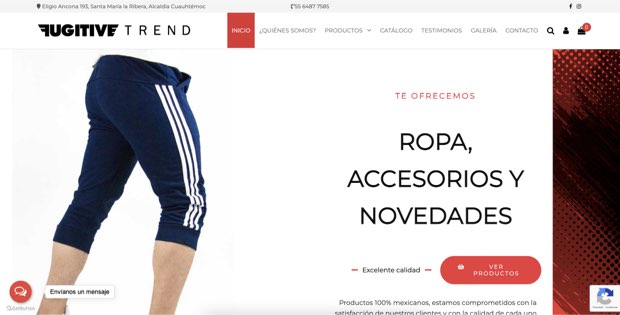 Eligio Ancona 193, Santa María la Ribera, Alcaldía Cuauhtémoc
55 6487 7585
FUGITIVE TREND
INICIO
¿QUIÉNES SOMOS?
PRODUCTOS
CATÁLOGO
TESTIMONIOS
GALERÍA
CONTACTO
0
TE OFRECEMOS
ROPA,
ACCESORIOS Y
NOVEDADES
Excelente calidad
VER
PRODUCTOS
Envíanos un mensaje
GetButton
Productos 100% mexicanos, estamos comprometidos con la
satisfacción de nuestros clientes y con la calidad de cada uno